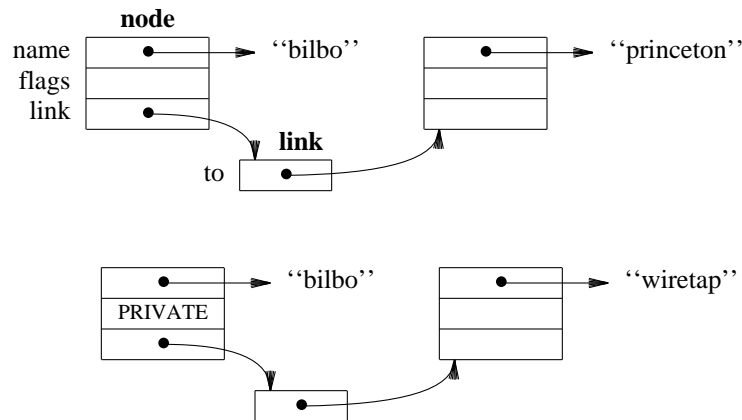 node
name ‘‘bilbo’’ ‘‘princeton’’
flags
link
link
to
‘‘bilbo’’ ‘‘wiretap’’
PRIVATE